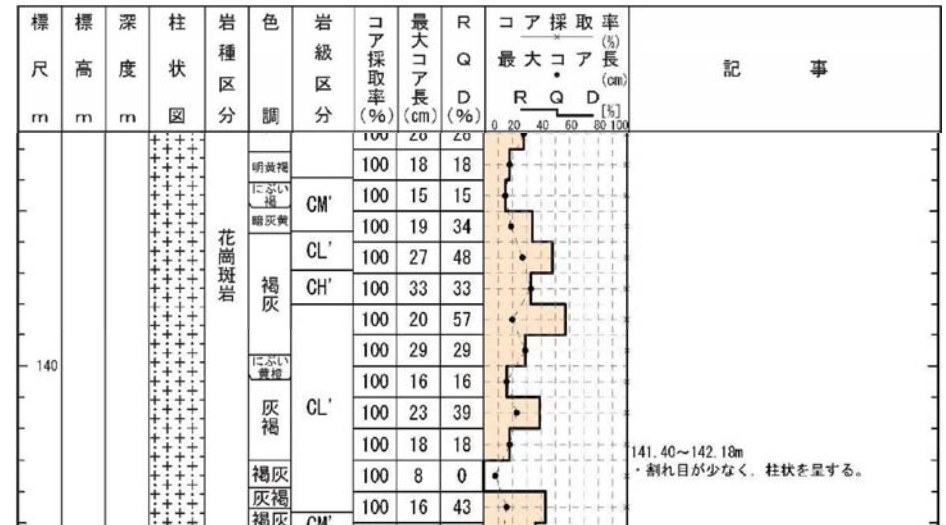 標尺m 標高m 深度m 柱状図 岩種区分 色調 岩級区分 コア採取率(%) 最大コア長(cm) RQD(%) コア採取率(%) 最大コア長(cm) RQD[%] 記事
0 20 40 60 80 100
100 28 28
明黄褐 100 18 18
にぶい褐 CM' 100 15 15
暗灰黄 100 19 34
花崗斑岩
CL' 100 27 48
褐灰 CH' 100 33 33
100 20 57
100 29 29
140 にぶい黄橙 100 16 16
灰褐 CL' 100 23 39
100 18 18
141.40～142.18m
・割れ目が少なく、柱状を呈する。
褐灰 100 8 0
灰褐 100 16 43
褐灰 CM'